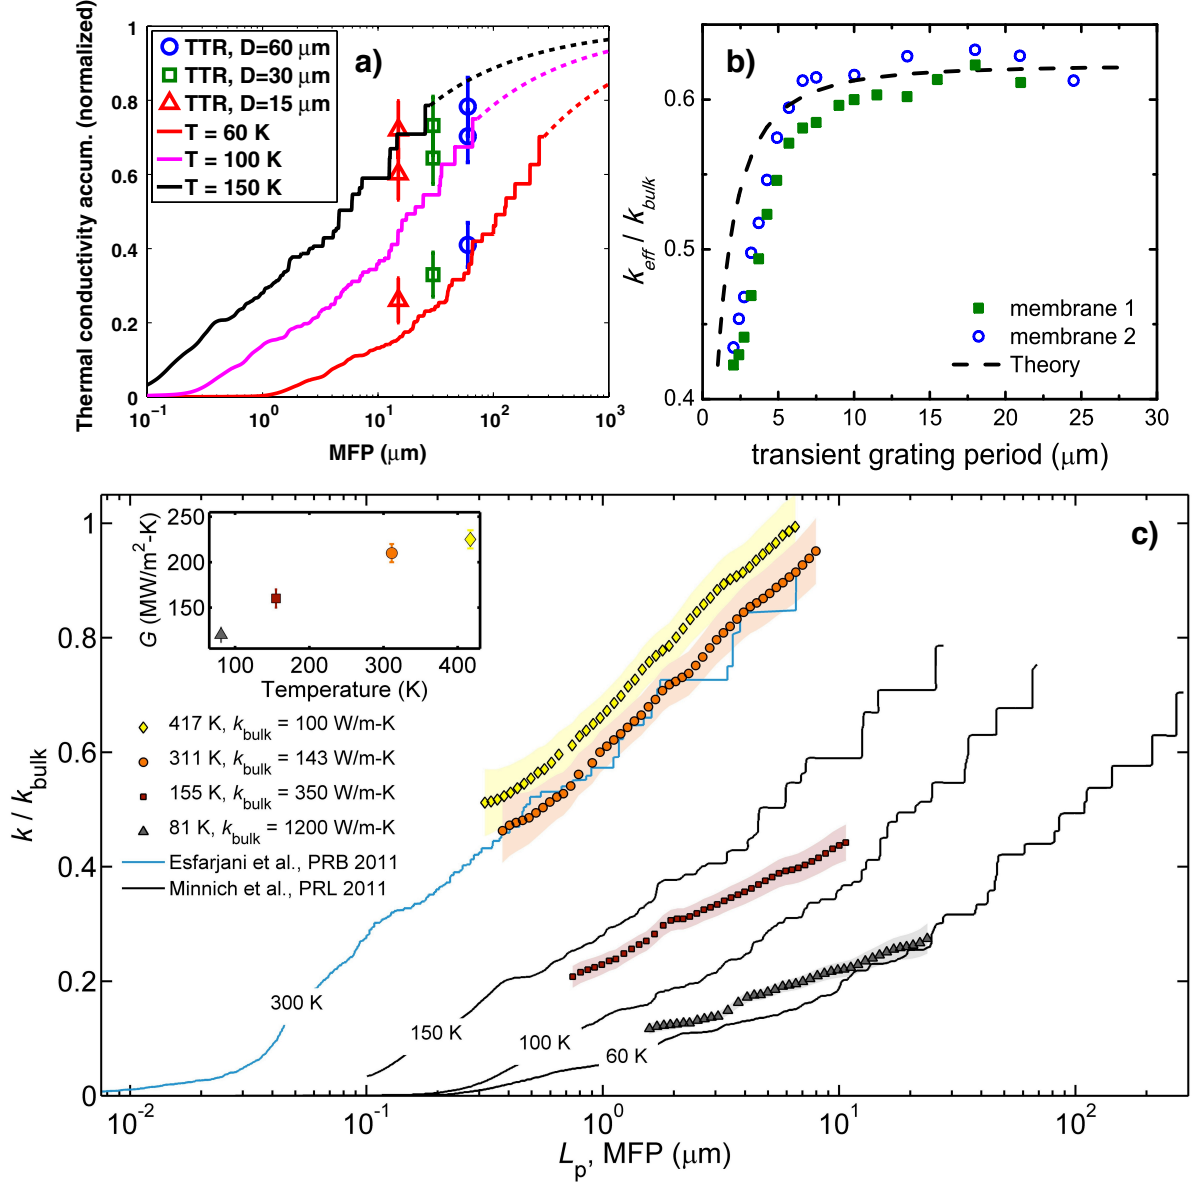 a)
Thermal conductivity accum. (normalized)
1
0.8
0.6
0.4
0.2
0
TTR, D=60 μm
TTR, D=30 μm
TTR, D=15 μm
T = 60 K
T = 100 K
T = 150 K
10⁻¹ 10⁰ 10¹ 10² 10³
MFP (μm)
b)
k_eff / k_bulk
0.6
0.6
0.4
membrane 1
membrane 2
Theory
0 5 10 15 20 25 30
transient grating period (μm)
c)
k / k_bulk
1
0.8
0.6
0.4
0.2
0
G (MW/m²-K)
250
200
150
100 200 300 400
Temperature (K)
417 K, k_bulk = 100 W/m-K
311 K, k_bulk = 143 W/m-K
155 K, k_bulk = 350 W/m-K
81 K, k_bulk = 1200 W/m-K
Esfarjani et al., PRB 2011
Minnich et al., PRL 2011
300 K
150 K
100 K
60 K
10⁻² 10⁻¹ 10⁰ 10¹ 10²
L_p, MFP (μm)